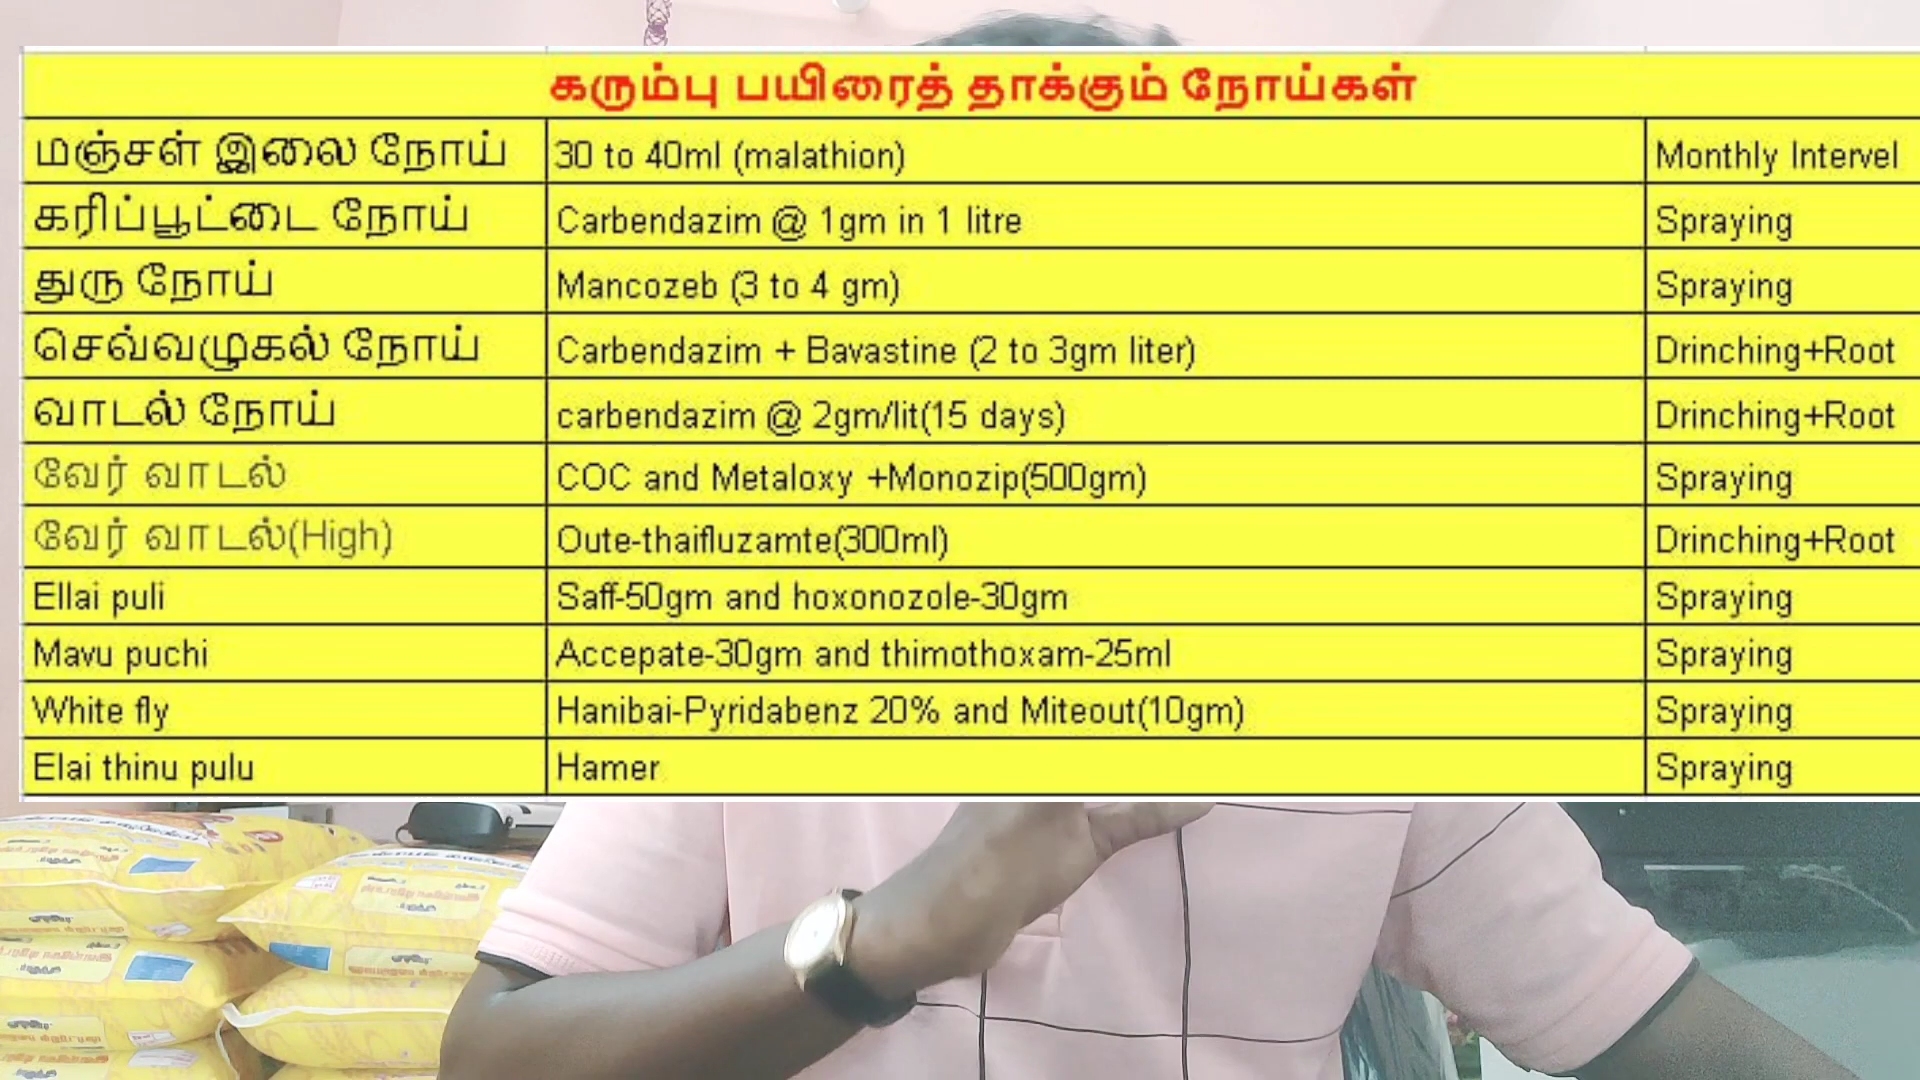 கரும்பு பயிரைத் தாக்கும் நோய்கள்
மஞ்சள் இலை நோய் 30 to 40ml (malathion) Monthly Intervel
கரிப்பூட்டை நோய் Carbendazim @ 1gm in 1 litre Spraying
துரு நோய் Mancozeb (3 to 4 gm) Spraying
செவ்வழுகல் நோய் Carbendazim + Bavastine (2 to 3gm liter) Drinching+Root
வாடல் நோய் carbendazim @ 2gm/lit(15 days) Drinching+Root
வேர் வாடல் COC and Metaloxy +Monozip(500gm) Spraying
வேர் வாடல்(High) Oute-thaifluzamte(300ml) Drinching+Root
Ellai puli Saff-50gm and hoxonozole-30gm Spraying
Mavu puchi Accepate-30gm and thimothoxam-25ml Spraying
White fly Hanibai-Pyridabenz 20% and Miteout(10gm) Spraying
Elai thinu pulu Hamer Spraying